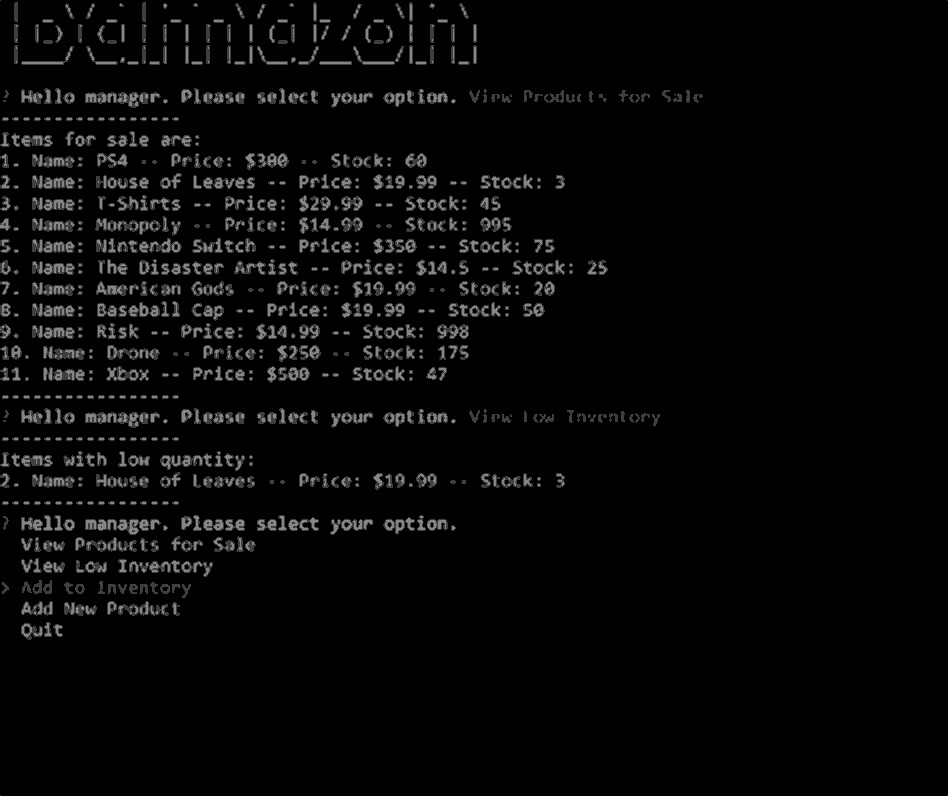 bamazon
? Hello manager. Please select your option. View Products for Sale
-----------------
Items for sale are:
1. Name: PS4 -- Price: $300 -- Stock: 60
2. Name: House of Leaves -- Price: $19.99 -- Stock: 3
3. Name: T-Shirts -- Price: $29.99 -- Stock: 45
4. Name: Monopoly -- Price: $14.99 -- Stock: 995
5. Name: Nintendo Switch -- Price: $350 -- Stock: 75
6. Name: The Disaster Artist -- Price: $14.5 -- Stock: 25
7. Name: American Gods -- Price: $19.99 -- Stock: 20
8. Name: Baseball Cap -- Price: $19.99 -- Stock: 50
9. Name: Risk -- Price: $14.99 -- Stock: 998
10. Name: Drone -- Price: $250 -- Stock: 175
11. Name: Xbox -- Price: $500 -- Stock: 47
-----------------
? Hello manager. Please select your option. View Low Inventory
-----------------
Items with low quantity:
2. Name: House of Leaves -- Price: $19.99 -- Stock: 3
-----------------
? Hello manager. Please select your option.
View Products for Sale
View Low Inventory
> Add to Inventory
Add New Product
Quit